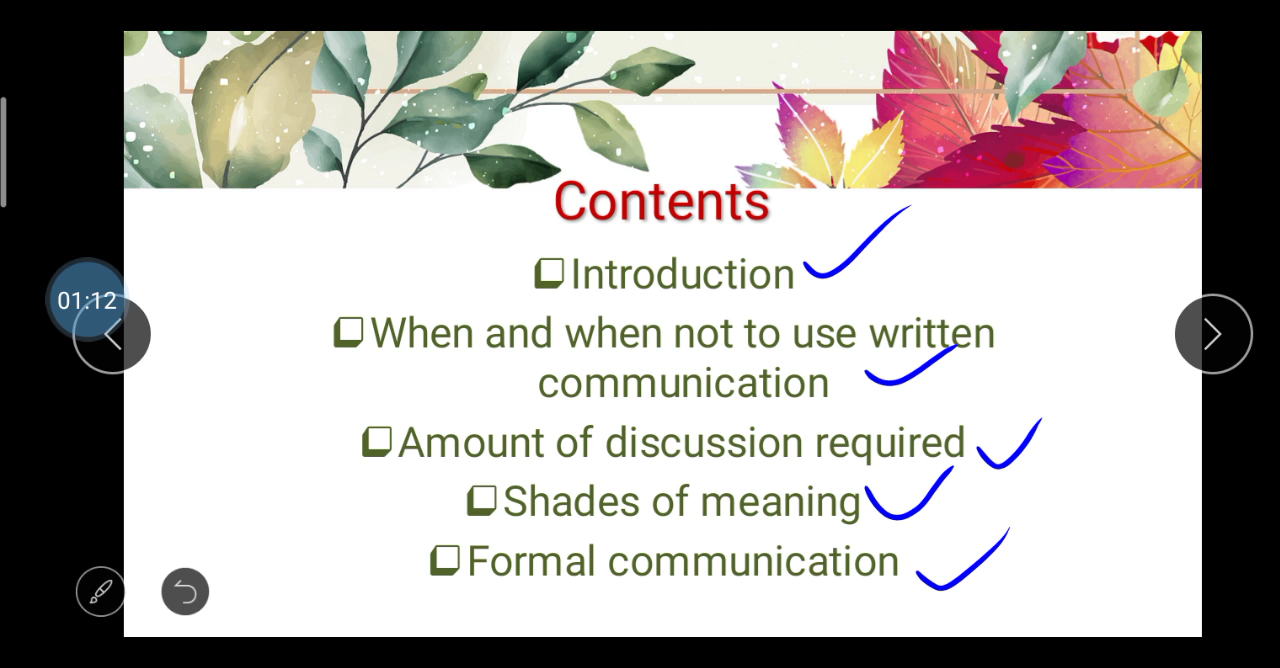 Contents
Introduction
When and when not to use written
communication
Amount of discussion required
Shades of meaning
Formal communication
01:12